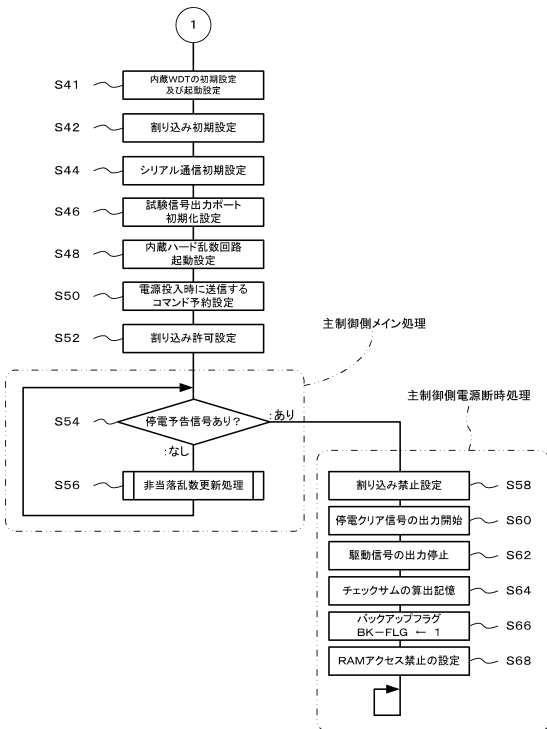 1
S41
内蔵WDTの初期設定
及び起動設定
S42
割り込み初期設定
S44
シリアル通信初期設定
S46
試験信号出力ポート
初期化設定
S48
内蔵ハード乱数回路
起動設定
S50
電源投入時に送信する
コマンド予約設定
S52
割り込み許可設定
主制御側メイン処理
主制御側電源断時処理
S54
停電予告信号あり?
:あり
:なし
S56
非当落乱数更新処理
割り込み禁止設定
S58
停電クリア信号の出力開始
S60
駆動信号の出力停止
S62
チェックサムの算出記憶
S64
バックアップフラグ
BK-FLG ← 1
S66
RAMアクセス禁止の設定
S68